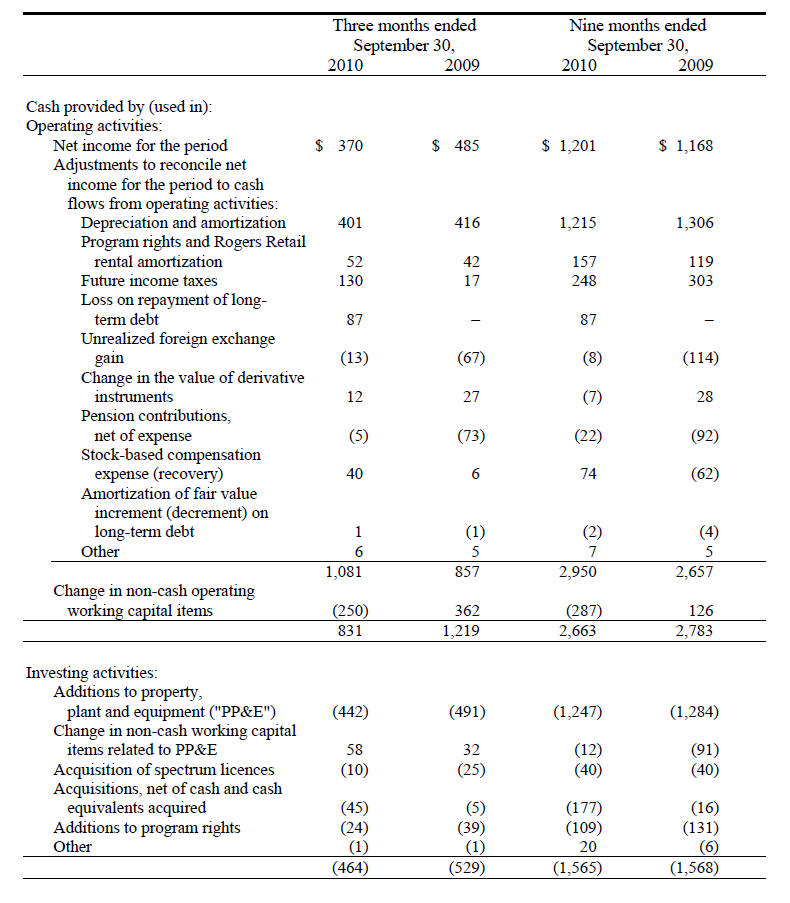 Three months ended Nine months ended
September 30, September 30,
2010 2009 2010 2009
Cash provided by (used in):
Operating activities:
Net income for the period $ 370 $ 485 $ 1,201 $ 1,168
Adjustments to reconcile net
income for the period to cash
flows from operating activities:
Depreciation and amortization 401 416 1,215 1,306
Program rights and Rogers Retail
rental amortization 52 42 157 119
Future income taxes 130 17 248 303
Loss on repayment of long-
term debt 87 – 87 –
Unrealized foreign exchange
gain (13) (67) (8) (114)
Change in the value of derivative
instruments 12 27 (7) 28
Pension contributions,
net of expense (5) (73) (22) (92)
Stock-based compensation
expense (recovery) 40 6 74 (62)
Amortization of fair value
increment (decrement) on
long-term debt 1 (1) (2) (4)
Other 6 5 7 5
1,081 857 2,950 2,657
Change in non-cash operating
working capital items (250) 362 (287) 126
831 1,219 2,663 2,783
Investing activities:
Additions to property,
plant and equipment ("PP&E") (442) (491) (1,247) (1,284)
Change in non-cash working capital
items related to PP&E 58 32 (12) (91)
Acquisition of spectrum licences (10) (25) (40) (40)
Acquisitions, net of cash and cash
equivalents acquired (45) (5) (177) (16)
Additions to program rights (24) (39) (109) (131)
Other (1) (1) 20 (6)
(464) (529) (1,565) (1,568)